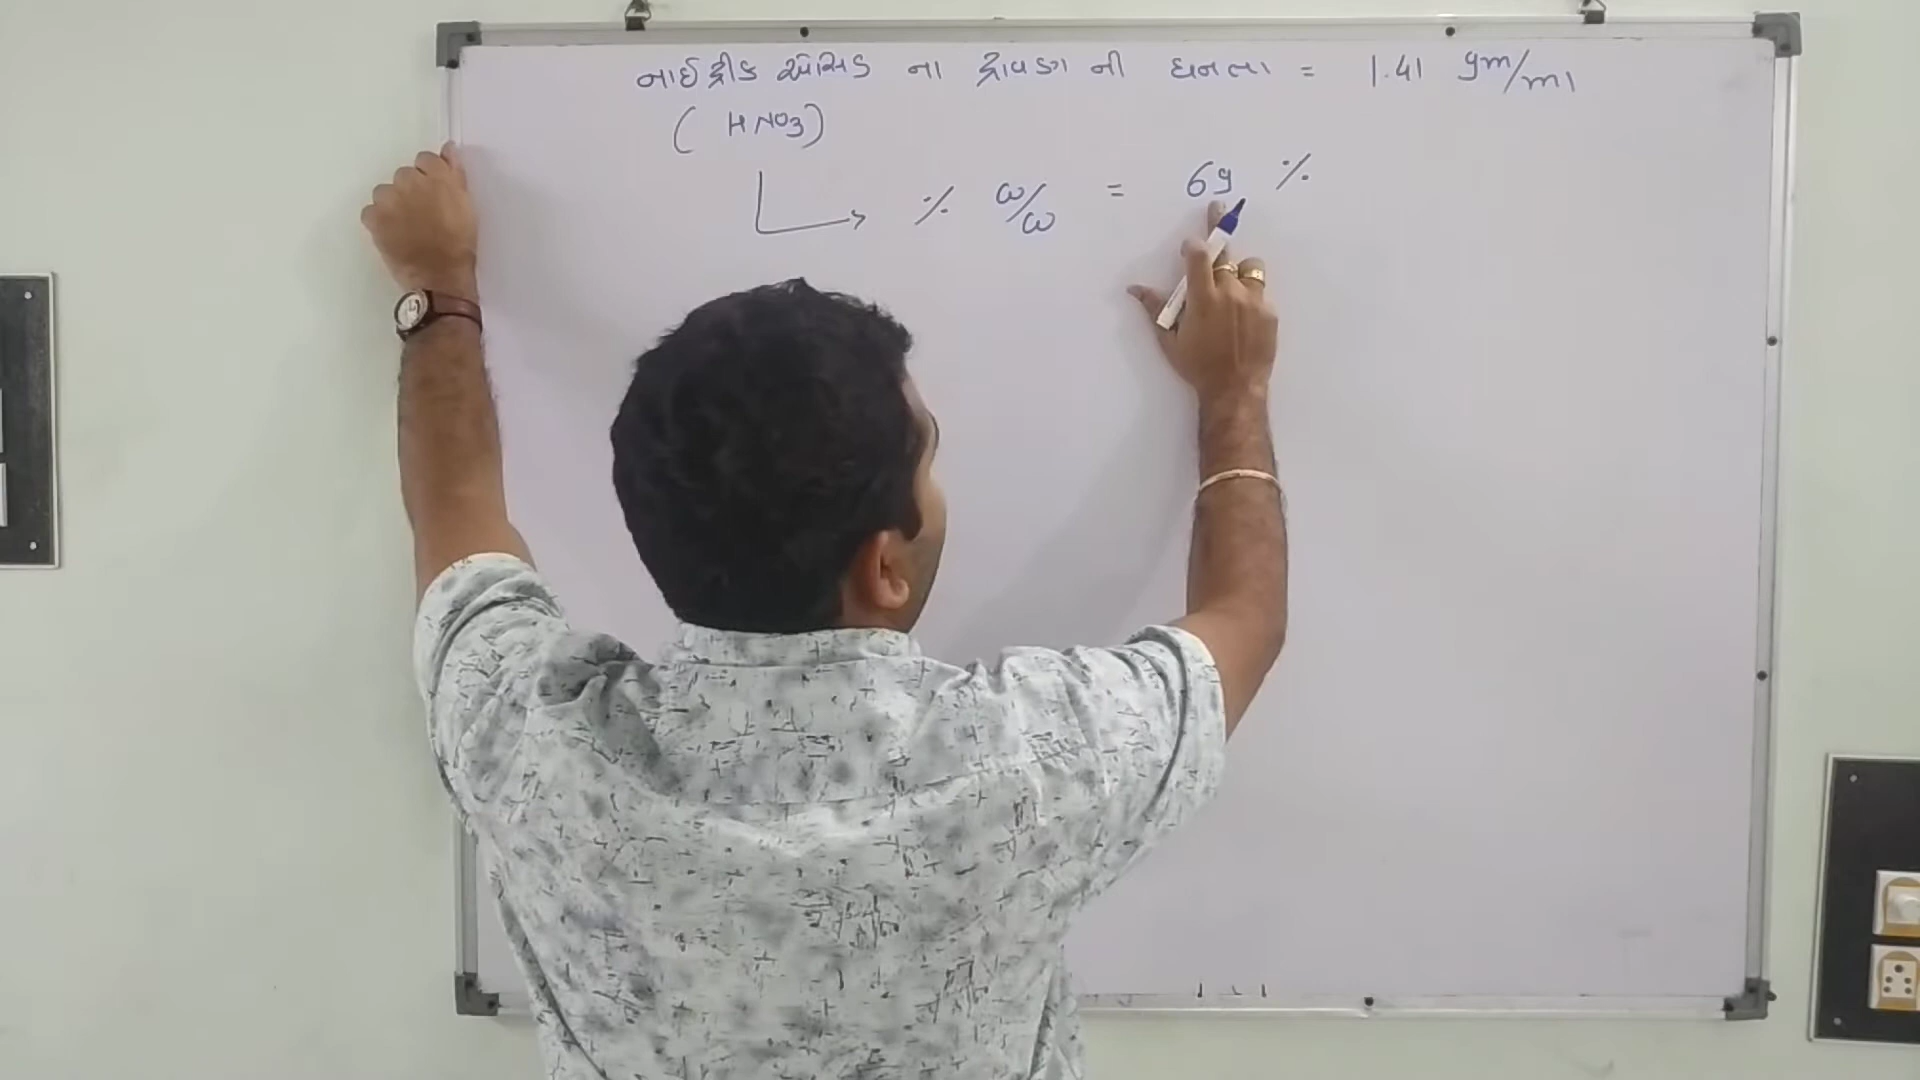 નાઈટ્રીક એસિડ ના દ્રાવણ ની ઘનતા = 1.41 gm/ml
(HNO3)
% w/w = 69 %